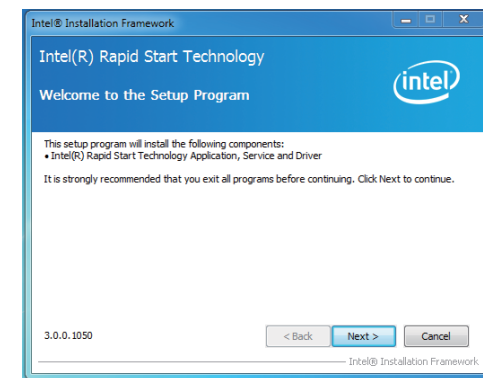 Intel® Installation Framework
Intel(R) Rapid Start Technology
Welcome to the Setup Program
intel
This setup program will install the following components:
• Intel(R) Rapid Start Technology Application, Service and Driver
It is strongly recommended that you exit all programs before continuing. Click Next to continue.
3.0.0.1050
< Back
Next >
Cancel
Intel® Installation Framework